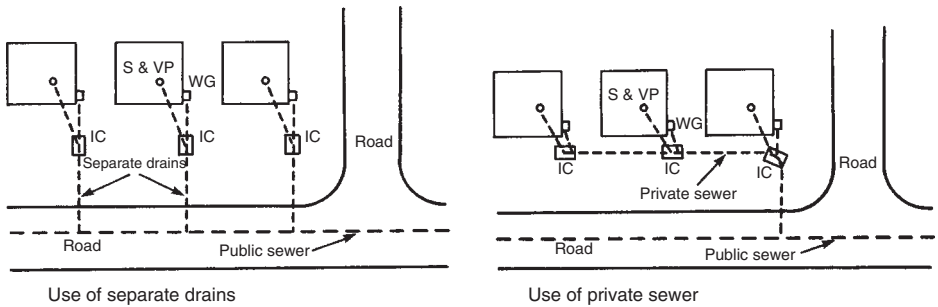 S & VP
WG
IC
IC
IC
Separate drains
Road
Road
Public sewer
Use of separate drains
S & VP
WG
IC
IC
IC
Private sewer
Road
Road
Public sewer
Use of private sewer